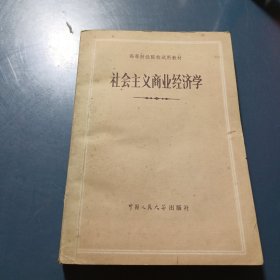 高等财经院校试用教材
社会主义商业经济学
中国人民大学出版社